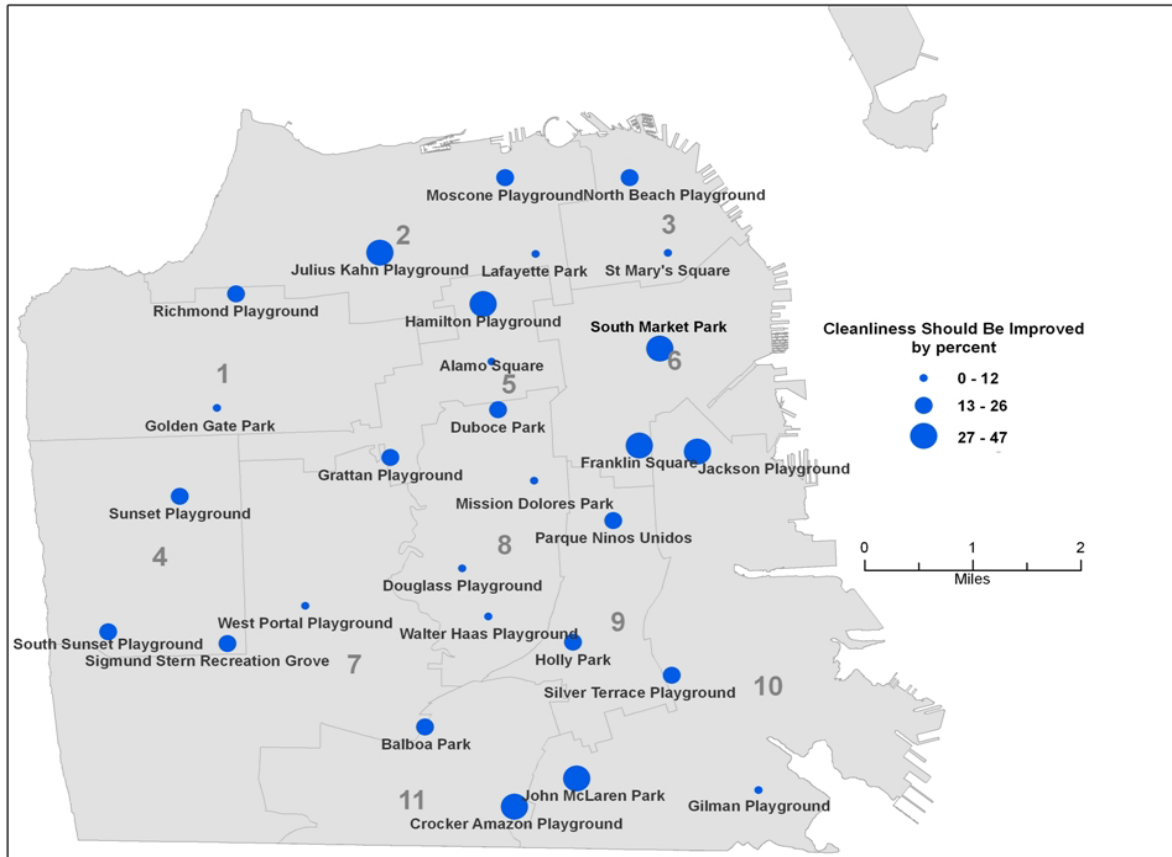 Moscone Playground
North Beach Playground
2
3
Julius Kahn Playground
Lafayette Park
St Mary's Square
Richmond Playground
Hamilton Playground
South Market Park
Cleanliness Should Be Improved
by percent
0 - 12
13 - 26
27 - 47
1
Alamo Square
5
6
Golden Gate Park
Duboce Park
Grattan Playground
Franklin Square
Jackson Playground
Sunset Playground
Mission Dolores Park
Parque Ninos Unidos
4
8
0 1 2
Miles
Douglass Playground
West Portal Playground
Walter Haas Playground
9
South Sunset Playground
Sigmund Stern Recreation Grove
7
Holly Park
Silver Terrace Playground
10
Balboa Park
John McLaren Park
Gilman Playground
11
Crocker Amazon Playground